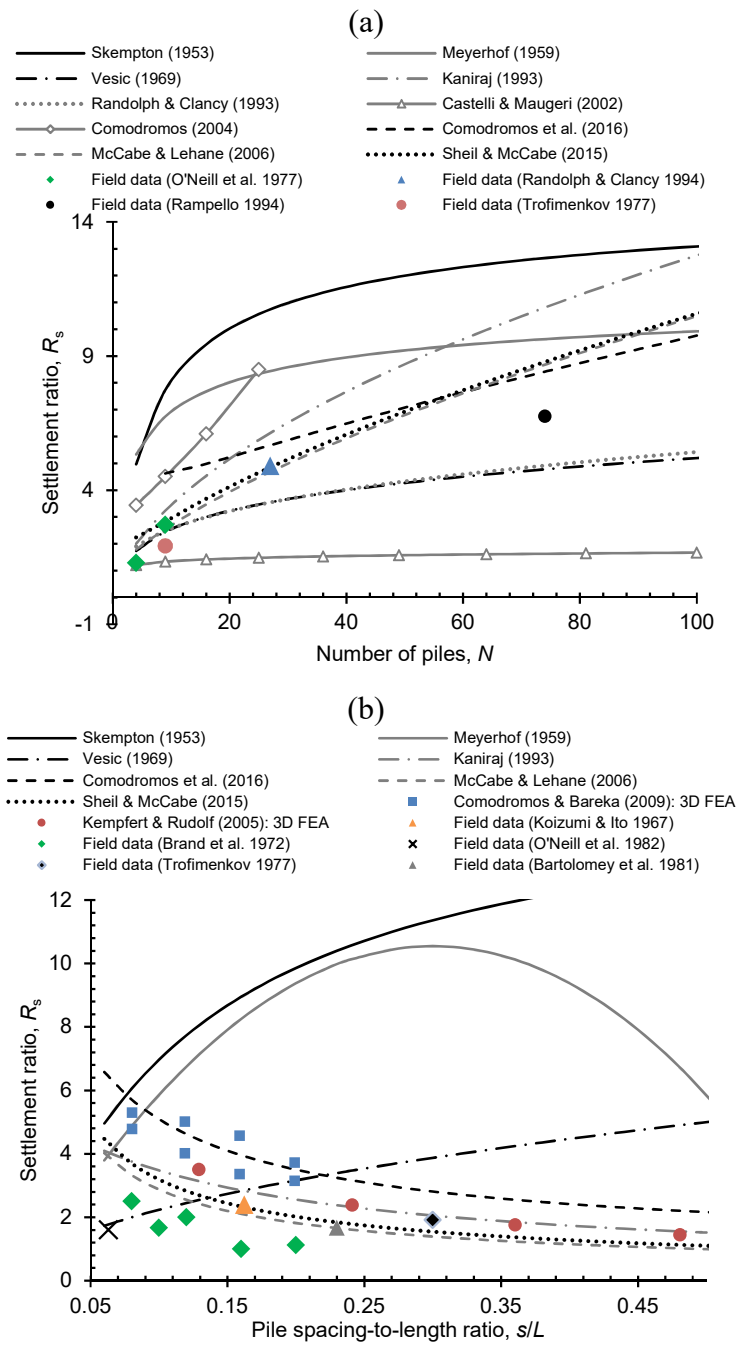 (a)
Skempton (1953) Meyerhof (1959)
Vesic (1969) Kaniraj (1993)
Randolph & Clancy (1993) Castelli & Maugeri (2002)
Comodromos (2004) Comodromos et al. (2016)
McCabe & Lehane (2006) Sheil & McCabe (2015)
Field data (O'Neill et al. 1977) Field data (Randolph & Clancy 1994)
Field data (Rampello 1994) Field data (Trofimenkov 1977)
14
9
4
-1
Settlement ratio, Rs
0 20 40 60 80 100
Number of piles, N
(b)
Skempton (1953) Meyerhof (1959)
Vesic (1969) Kaniraj (1993)
Comodromos et al. (2016) McCabe & Lehane (2006)
Sheil & McCabe (2015) Comodromos & Bareka (2009): 3D FEA
Kempfert & Rudolf (2005): 3D FEA Field data (Koizumi & Ito 1967)
Field data (Brand et al. 1972) Field data (O'Neill et al. 1982)
Field data (Trofimenkov 1977) Field data (Bartolomey et al. 1981)
12
10
8
6
4
2
0
Settlement ratio, Rs
0.05 0.15 0.25 0.35 0.45
Pile spacing-to-length ratio, s/L